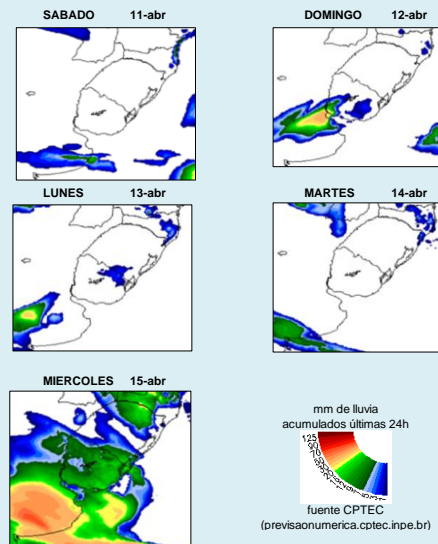 SABADO 11-abr
DOMINGO 12-abr
LUNES 13-abr
MARTES 14-abr
MIERCOLES 15-abr
mm de lluvia
acumulados últimas 24h
125
fuente CPTEC
(previsaonumerica.cptec.inpe.br)